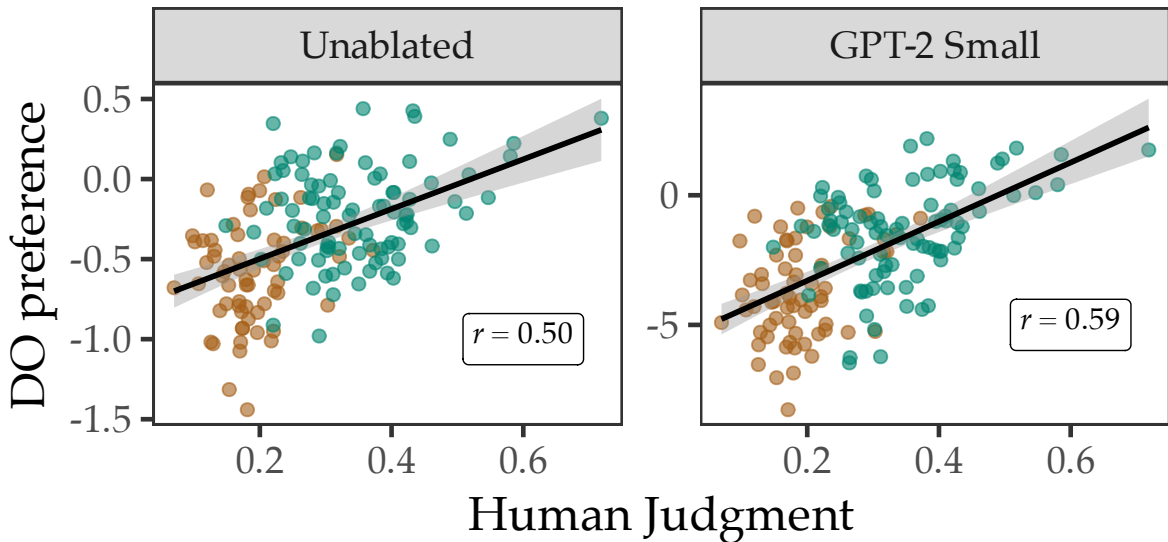 Unablated
GPT-2 Small
DO preference
0.5
0.0
-0.5
-1.0
-1.5
0
-5
r = 0.50
r = 0.59
0.2
0.4
0.6
0.2
0.4
0.6
Human Judgment